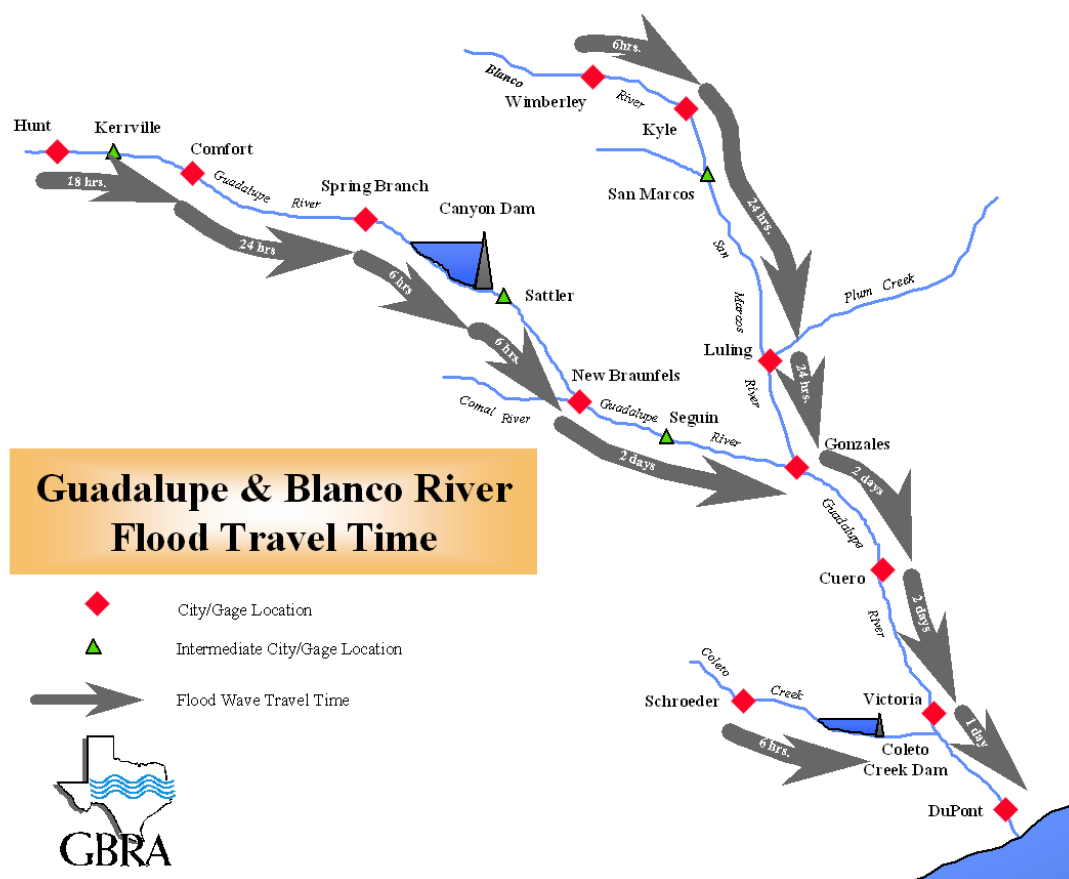 6hrs.
Blanco
River
Wimberley
Kyle
Hunt
Kerrville
Comfort
Guadalupe
River
Spring Branch
Canyon Dam
San Marcos
18 hrs.
24 hrs
6 hrs
Sattler
24 hrs.
San
Marcos
River
Plum Creek
Luling
6 hrs.
24 hrs.
New Braunfels
Comal River
Guadalupe
River
Seguin
2 days
Gonzales
2 days
Guadalupe
River
Cuero
2 days
Guadalupe & Blanco River
Flood Travel Time
City/Gage Location
Intermediate City/Gage Location
Flood Wave Travel Time
Coleto
Creek
Schroeder
6 hrs.
Victoria
Coleto
Creek Dam
1 day
DuPont
GBRA